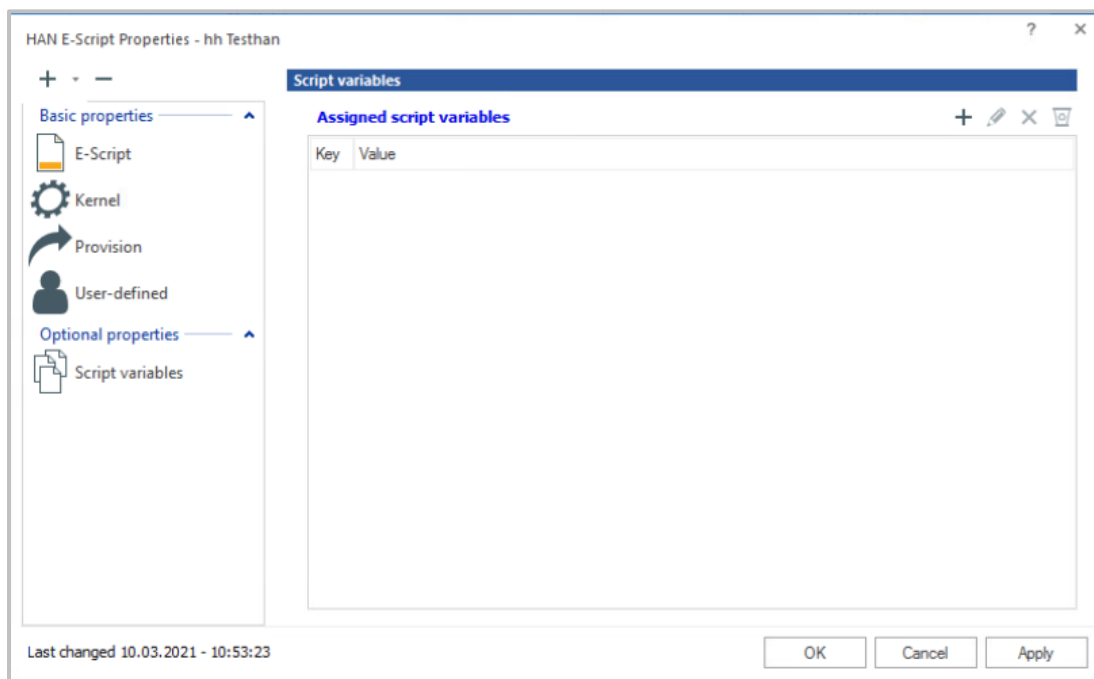 HAN E-Script Properties - hh Testhan
Script variables
Basic properties
Assigned script variables
E-Script
Key Value
Kernel
Provision
User-defined
Optional properties
Script variables
Last changed 10.03.2021 - 10:53:23
OK Cancel Apply